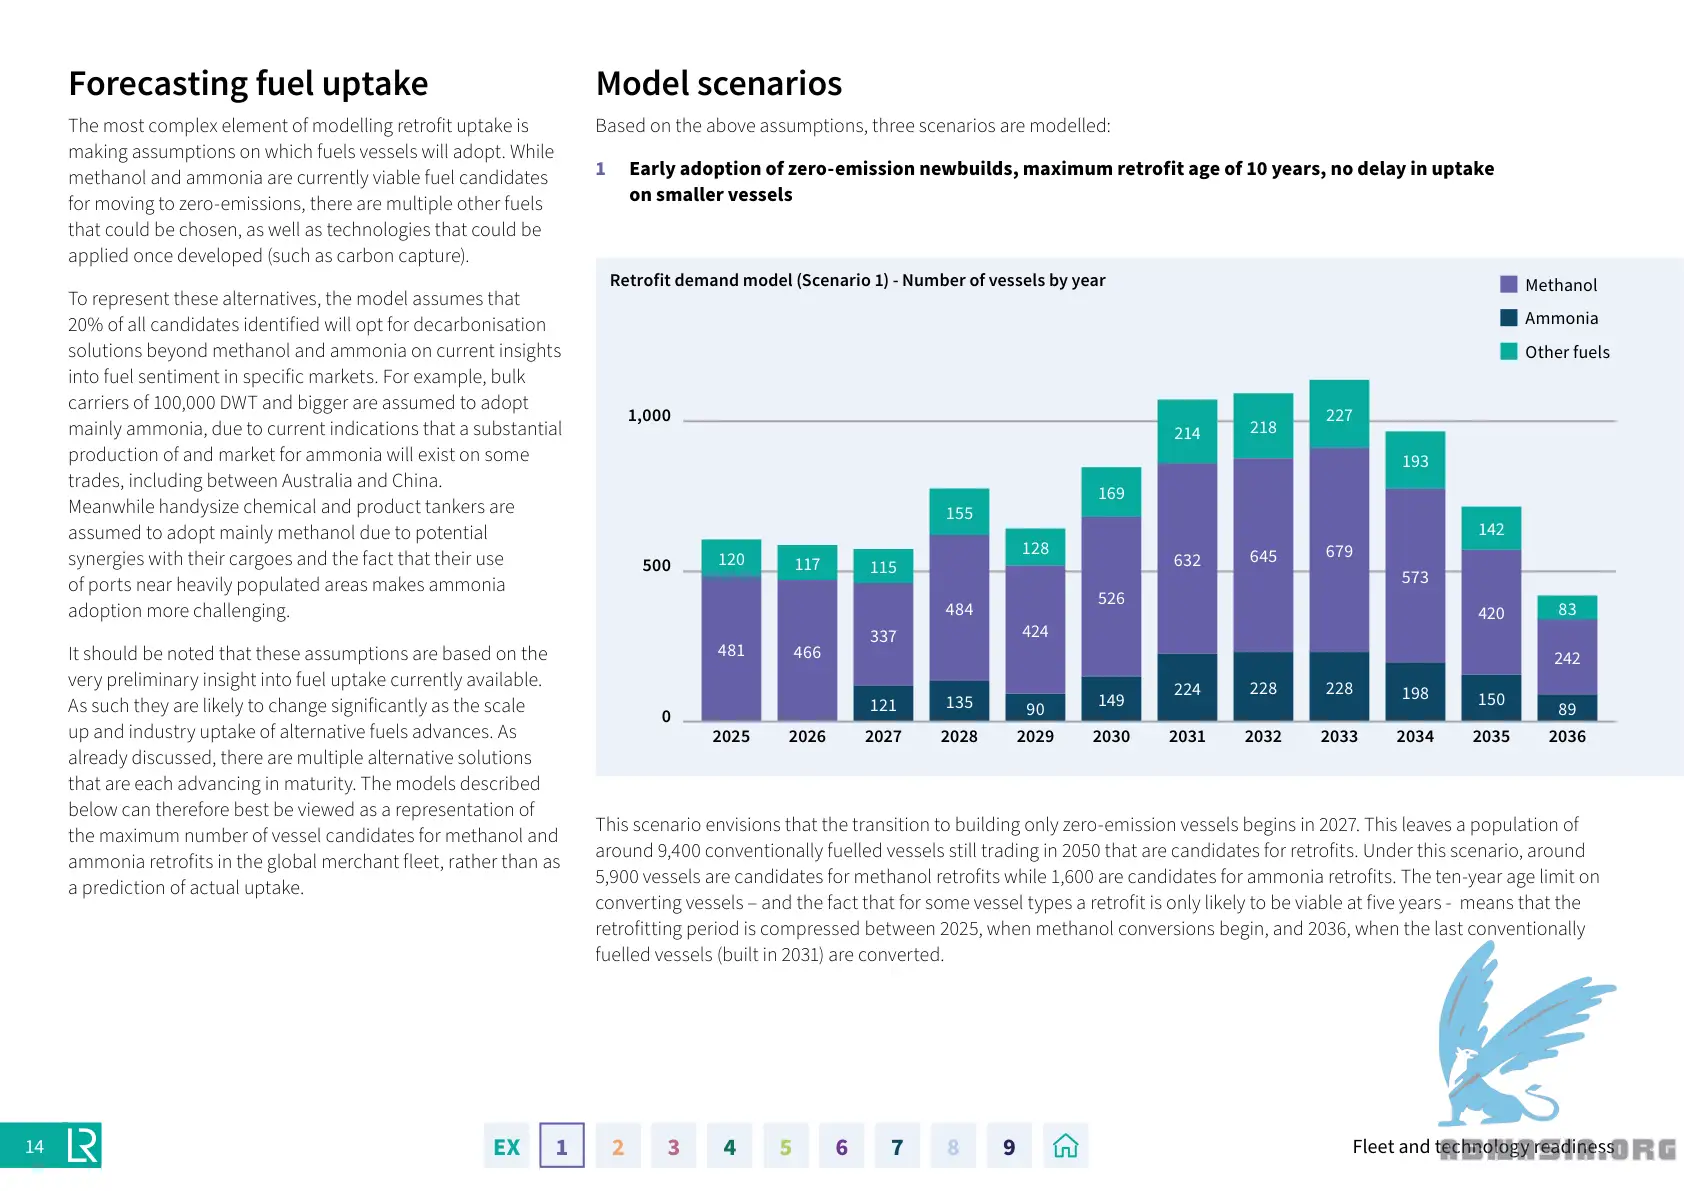 Forecasting fuel uptake
The most complex element of modelling retrofit uptake is
making assumptions on which fuels vessels will adopt. While
methanol and ammonia are currently viable fuel candidates
for moving to zero-emissions, there are multiple other fuels
that could be chosen, as well as technologies that could be
applied once developed (such as carbon capture).
To represent these alternatives, the model assumes that
20% of all candidates identified will opt for decarbonisation
solutions beyond methanol and ammonia on current insights
into fuel sentiment in specific markets. For example, bulk
carriers of 100,000 DWT and bigger are assumed to adopt
mainly ammonia, due to current indications that a substantial
production of and market for ammonia will exist on some
trades, including between Australia and China.
Meanwhile handysize chemical and product tankers are
assumed to adopt mainly methanol due to potential
synergies with their cargoes and the fact that their use
of ports near heavily populated areas makes ammonia
adoption more challenging.
It should be noted that these assumptions are based on the
very preliminary insight into fuel uptake currently available.
As such they are likely to change significantly as the scale
up and industry uptake of alternative fuels advances. As
already discussed, there are multiple alternative solutions
that are each advancing in maturity. The models described
below can therefore best be viewed as a representation of
the maximum number of vessel candidates for methanol and
ammonia retrofits in the global merchant fleet, rather than as
a prediction of actual uptake.
Model scenarios
Based on the above assumptions, three scenarios are modelled:
1 Early adoption of zero-emission newbuilds, maximum retrofit age of 10 years, no delay in uptake
on smaller vessels
Retrofit demand model (Scenario 1) - Number of vessels by year
Methanol
Ammonia
Other fuels
1,000
500
0
120 117 115 155 128 169 214 218 227 193 142 83
481 466 337 484 424 526 632 645 679 573 420 242
121 135 90 149 224 228 228 198 150 89
2025 2026 2027 2028 2029 2030 2031 2032 2033 2034 2035 2036
This scenario envisions that the transition to building only zero-emission vessels begins in 2027. This leaves a population of
around 9,400 conventionally fuelled vessels still trading in 2050 that are candidates for retrofits. Under this scenario, around
5,900 vessels are candidates for methanol retrofits while 1,600 are candidates for ammonia retrofits. The ten-year age limit on
converting vessels – and the fact that for some vessel types a retrofit is only likely to be viable at five years - means that the
retrofitting period is compressed between 2025, when methanol conversions begin, and 2036, when the last conventionally
fuelled vessels (built in 2031) are converted.
14 LR
EX 1 2 3 4 5 6 7 8 9
Fleet and technology readiness